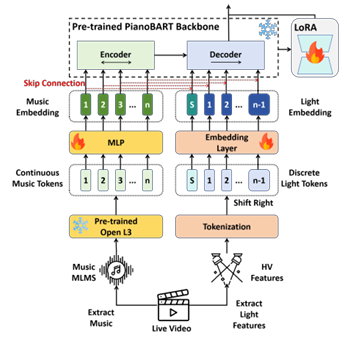 Pre-trained PianoBART Backbone
LoRA
Encoder
Decoder
Skip Connection
Music
Embedding
1 2 3 ... n
S 1 2 ... n-1
Light
Embedding
MLP
Embedding
Layer
Continuous
Music Tokens
1 2 3 ... n
S 1 2 ... n-1
Discrete
Light Tokens
Shift Right
Pre-trained
Open L3
Tokenization
Music
MLMS
HV
Features
Extract
Music
Live Video
Extract
Light
Features